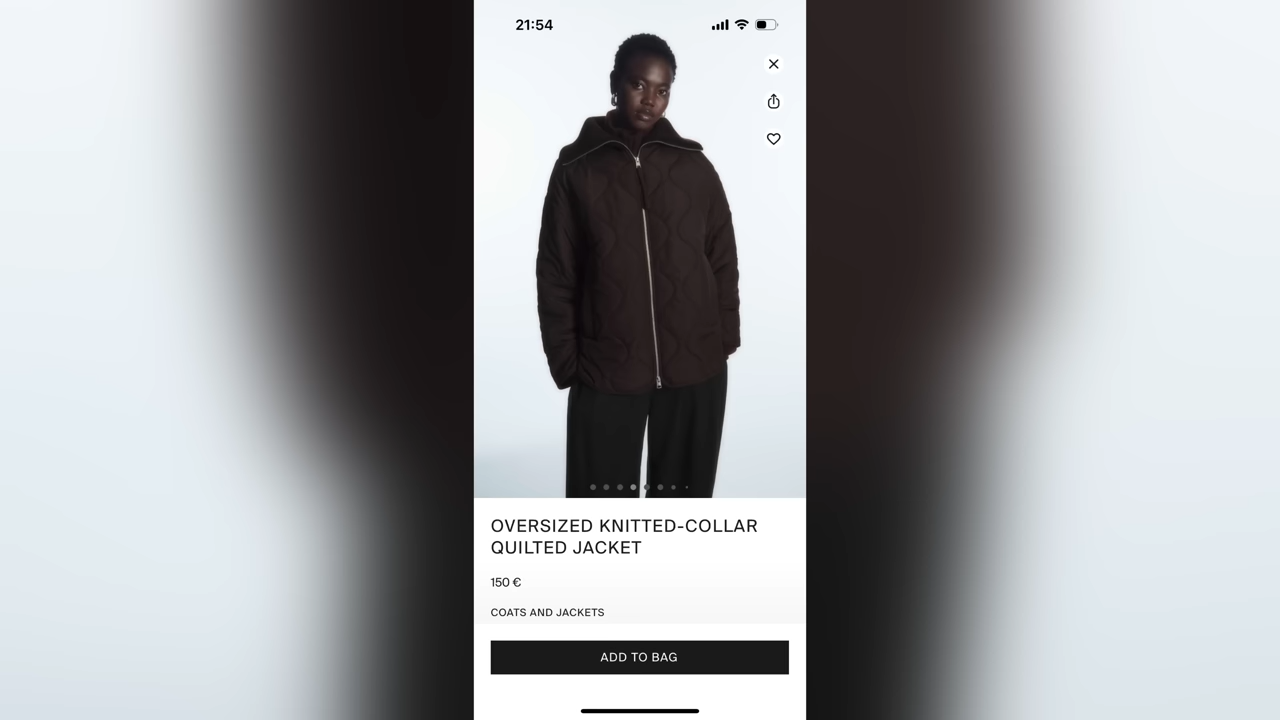 21:54
OVERSIZED KNITTED-COLLAR
QUILTED JACKET
150 €
COATS AND JACKETS
ADD TO BAG